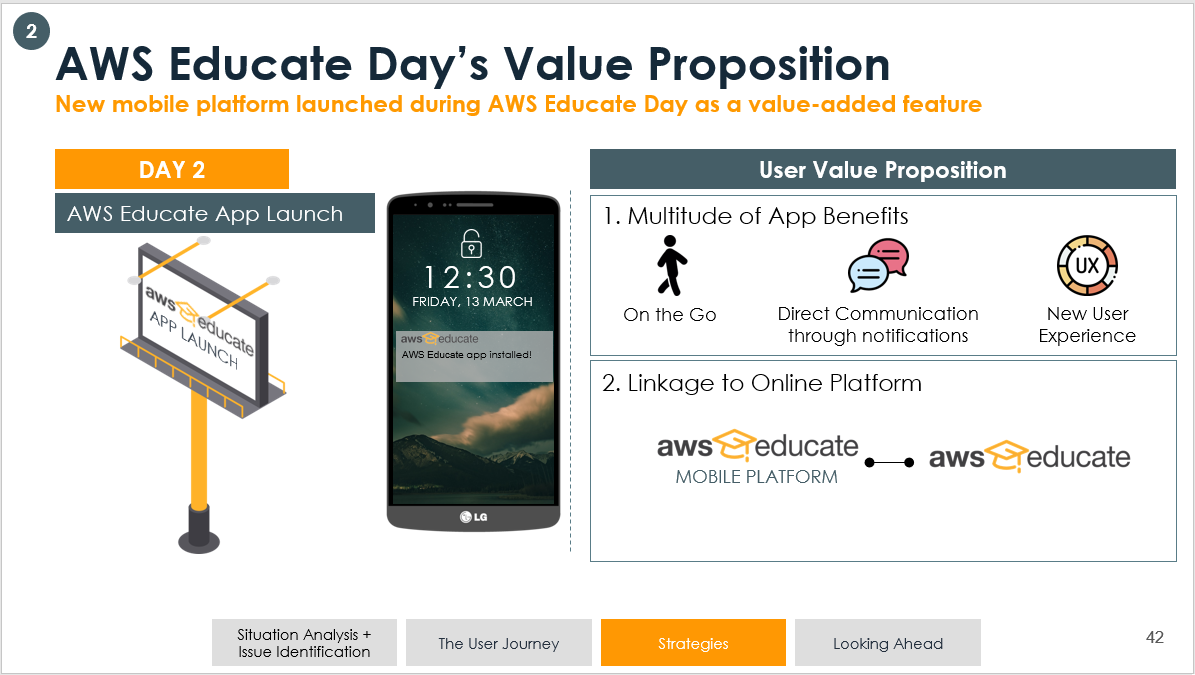 2
AWS Educate Day’s Value Proposition
New mobile platform launched during AWS Educate Day as a value-added feature
DAY 2
AWS Educate App Launch
aws educate
APP LAUNCH
12:30
FRIDAY, 13 MARCH
aws educate
AWS Educate app installed!
LG
User Value Proposition
1. Multitude of App Benefits
On the Go
Direct Communication
through notifications
UX
New User
Experience
2. Linkage to Online Platform
aws educate
MOBILE PLATFORM
aws educate
Situation Analysis +
Issue Identification
The User Journey
Strategies
Looking Ahead
42